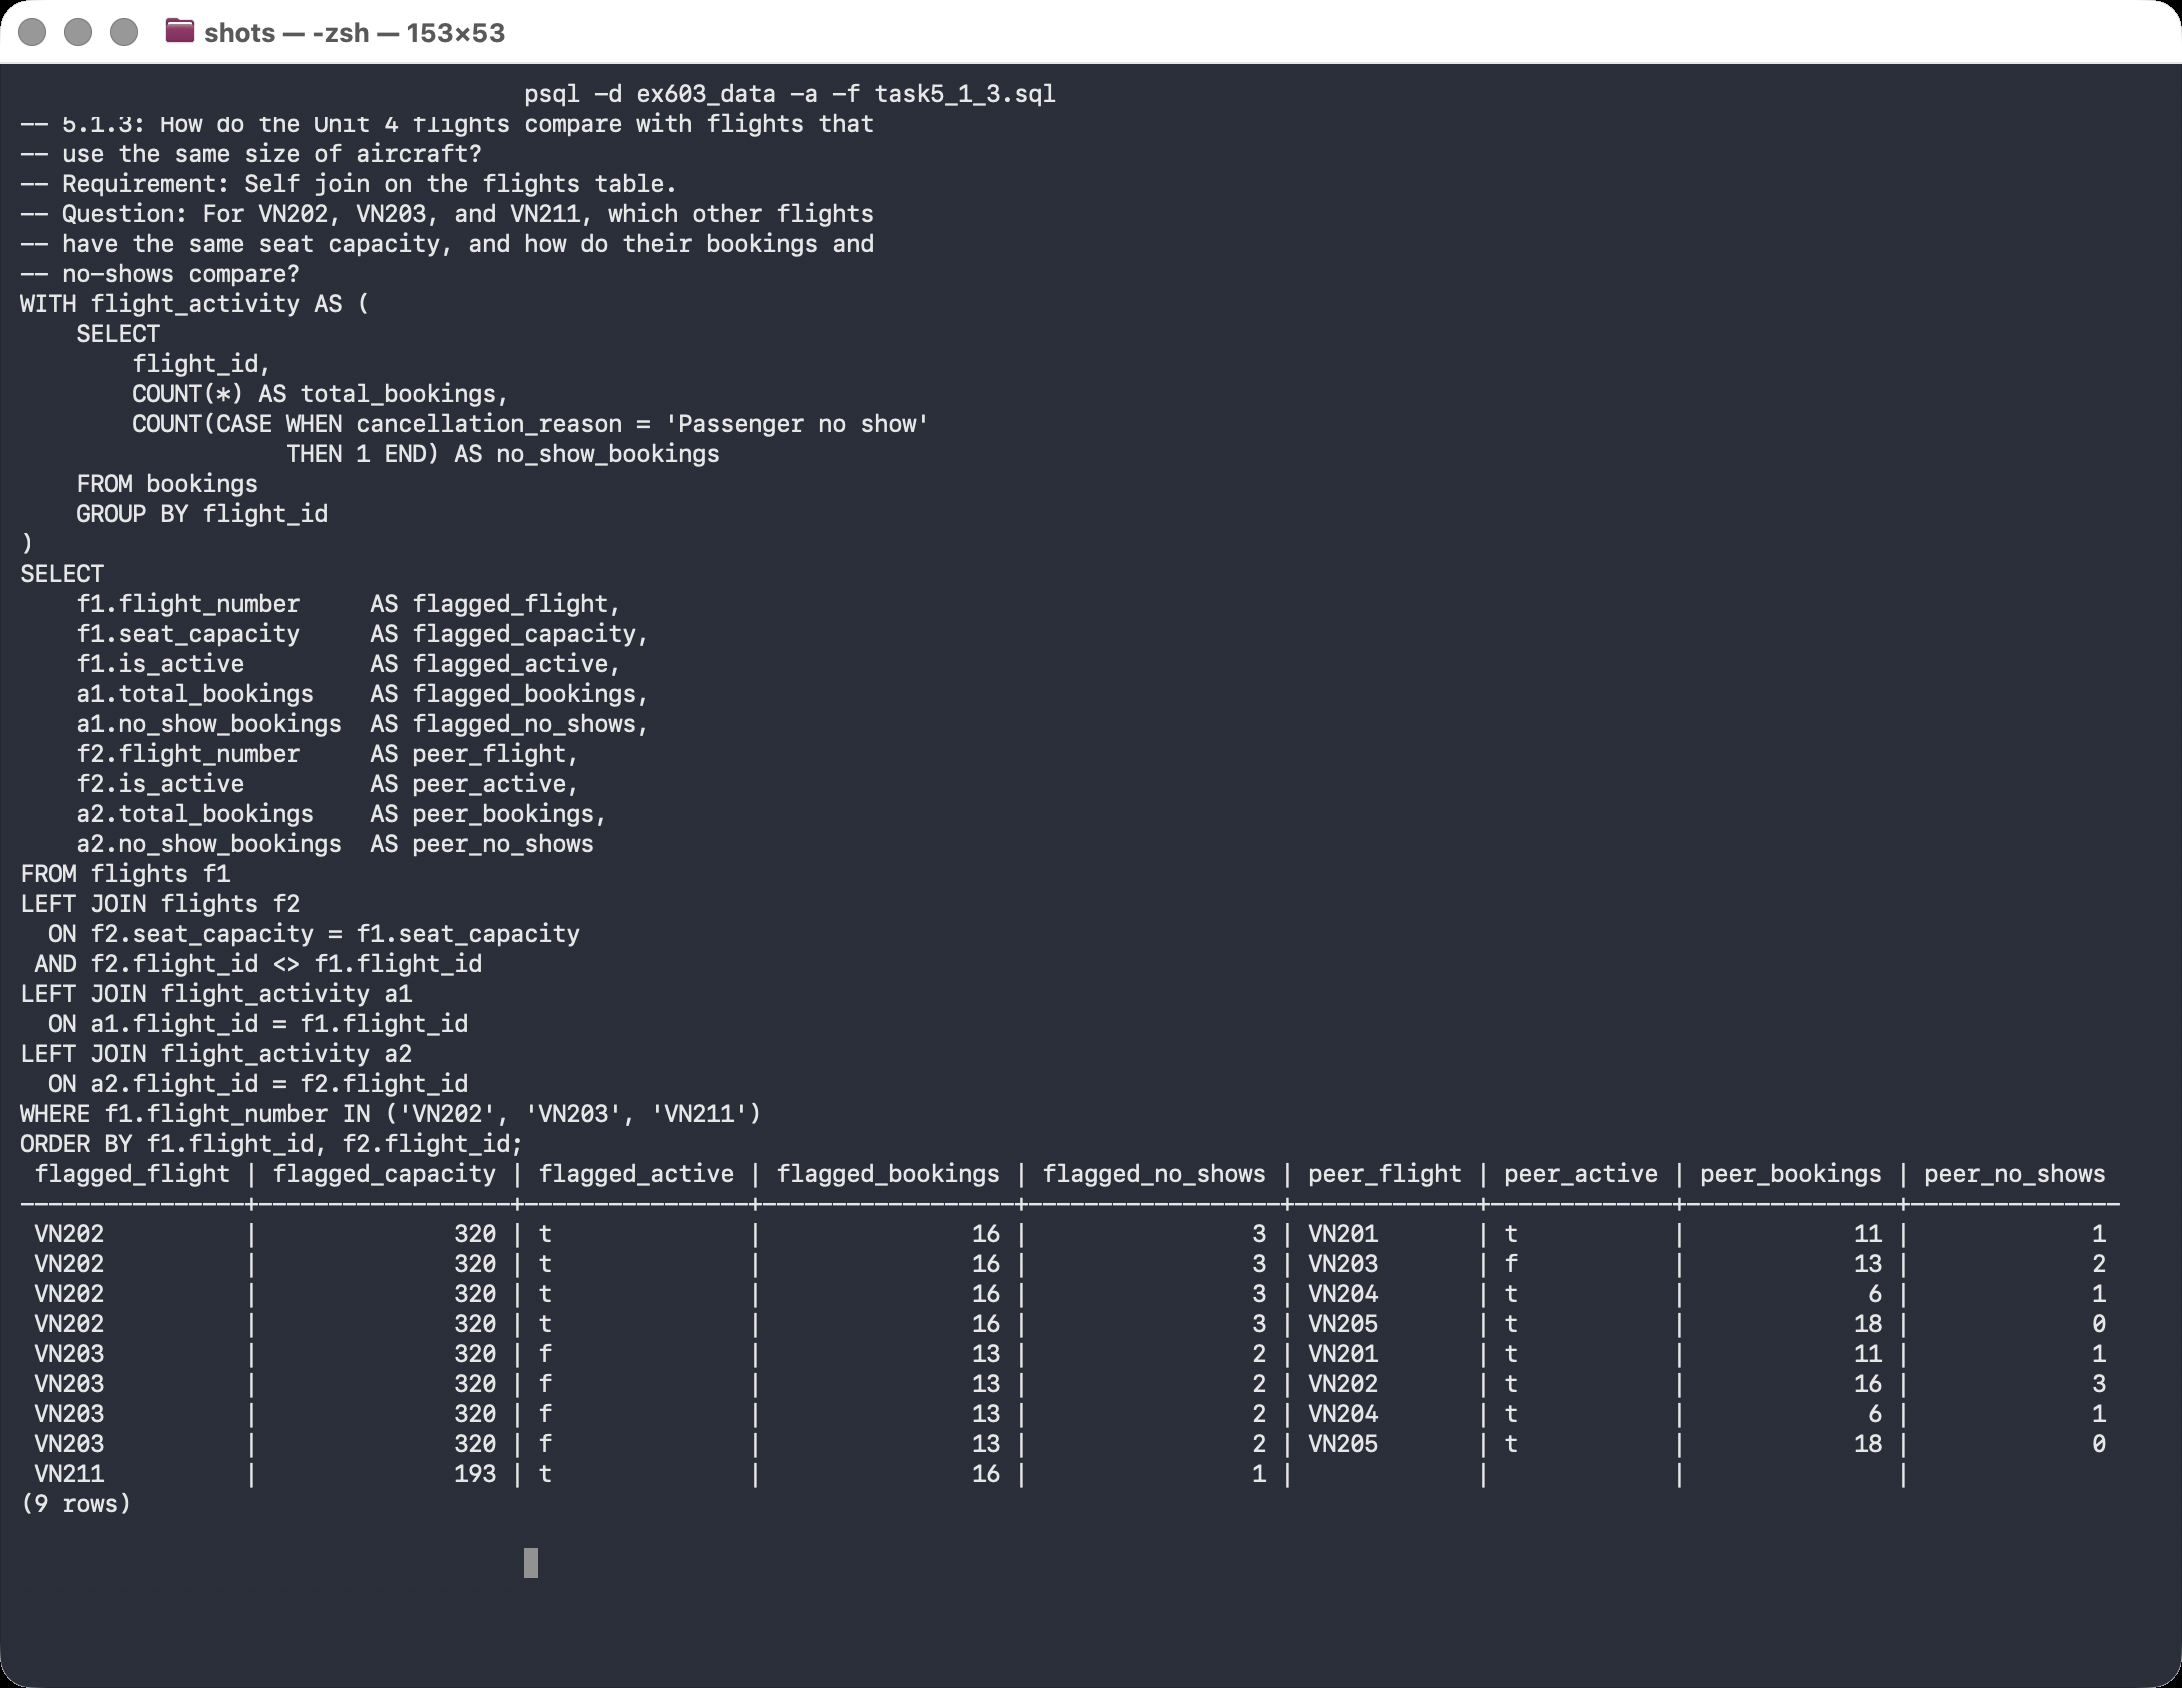 shots — -zsh — 153×53
psql -d ex603_data -a -f task5_1_3.sql
-- 5.1.3: How do the Unit 4 flights compare with flights that
-- use the same size of aircraft?
-- Requirement: Self join on the flights table.
-- Question: For VN202, VN203, and VN211, which other flights
-- have the same seat capacity, and how do their bookings and
-- no-shows compare?
WITH flight_activity AS (
    SELECT
        flight_id,
        COUNT(*) AS total_bookings,
        COUNT(CASE WHEN cancellation_reason = 'Passenger no show'
                   THEN 1 END) AS no_show_bookings
    FROM bookings
    GROUP BY flight_id
)
SELECT
    f1.flight_number     AS flagged_flight,
    f1.seat_capacity     AS flagged_capacity,
    f1.is_active         AS flagged_active,
    a1.total_bookings    AS flagged_bookings,
    a1.no_show_bookings  AS flagged_no_shows,
    f2.flight_number     AS peer_flight,
    f2.is_active         AS peer_active,
    a2.total_bookings    AS peer_bookings,
    a2.no_show_bookings  AS peer_no_shows
FROM flights f1
LEFT JOIN flights f2
  ON f2.seat_capacity = f1.seat_capacity
 AND f2.flight_id <> f1.flight_id
LEFT JOIN flight_activity a1
  ON a1.flight_id = f1.flight_id
LEFT JOIN flight_activity a2
  ON a2.flight_id = f2.flight_id
WHERE f1.flight_number IN ('VN202', 'VN203', 'VN211')
ORDER BY f1.flight_id, f2.flight_id;
 flagged_flight | flagged_capacity | flagged_active | flagged_bookings | flagged_no_shows | peer_flight | peer_active | peer_bookings | peer_no_shows
----------------+------------------+----------------+------------------+------------------+-------------+-------------+---------------+---------------
 VN202          |              320 | t              |               16 |                3 | VN201       | t           |            11 |             1
 VN202          |              320 | t              |               16 |                3 | VN203       | f           |            13 |             2
 VN202          |              320 | t              |               16 |                3 | VN204       | t           |             6 |             1
 VN202          |              320 | t              |               16 |                3 | VN205       | t           |            18 |             0
 VN203          |              320 | f              |               13 |                2 | VN201       | t           |            11 |             1
 VN203          |              320 | f              |               13 |                2 | VN202       | t           |            16 |             3
 VN203          |              320 | f              |               13 |                2 | VN204       | t           |             6 |             1
 VN203          |              320 | f              |               13 |                2 | VN205       | t           |            18 |             0
 VN211          |              193 | t              |               16 |                1 |             |             |               |
(9 rows)